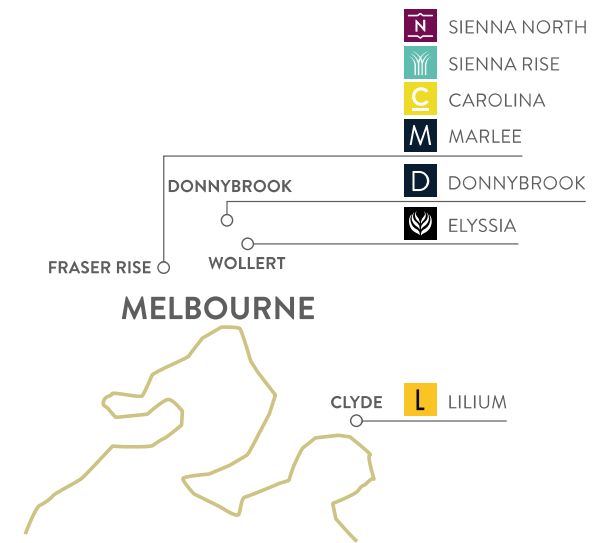 N SIENNA NORTH
SIENNA RISE
C CAROLINA
M MARLEE
DONNYBROOK
D DONNYBROOK
ELYSSIA
WOLLERT
FRASER RISE
MELBOURNE
CLYDE
L LILIUM